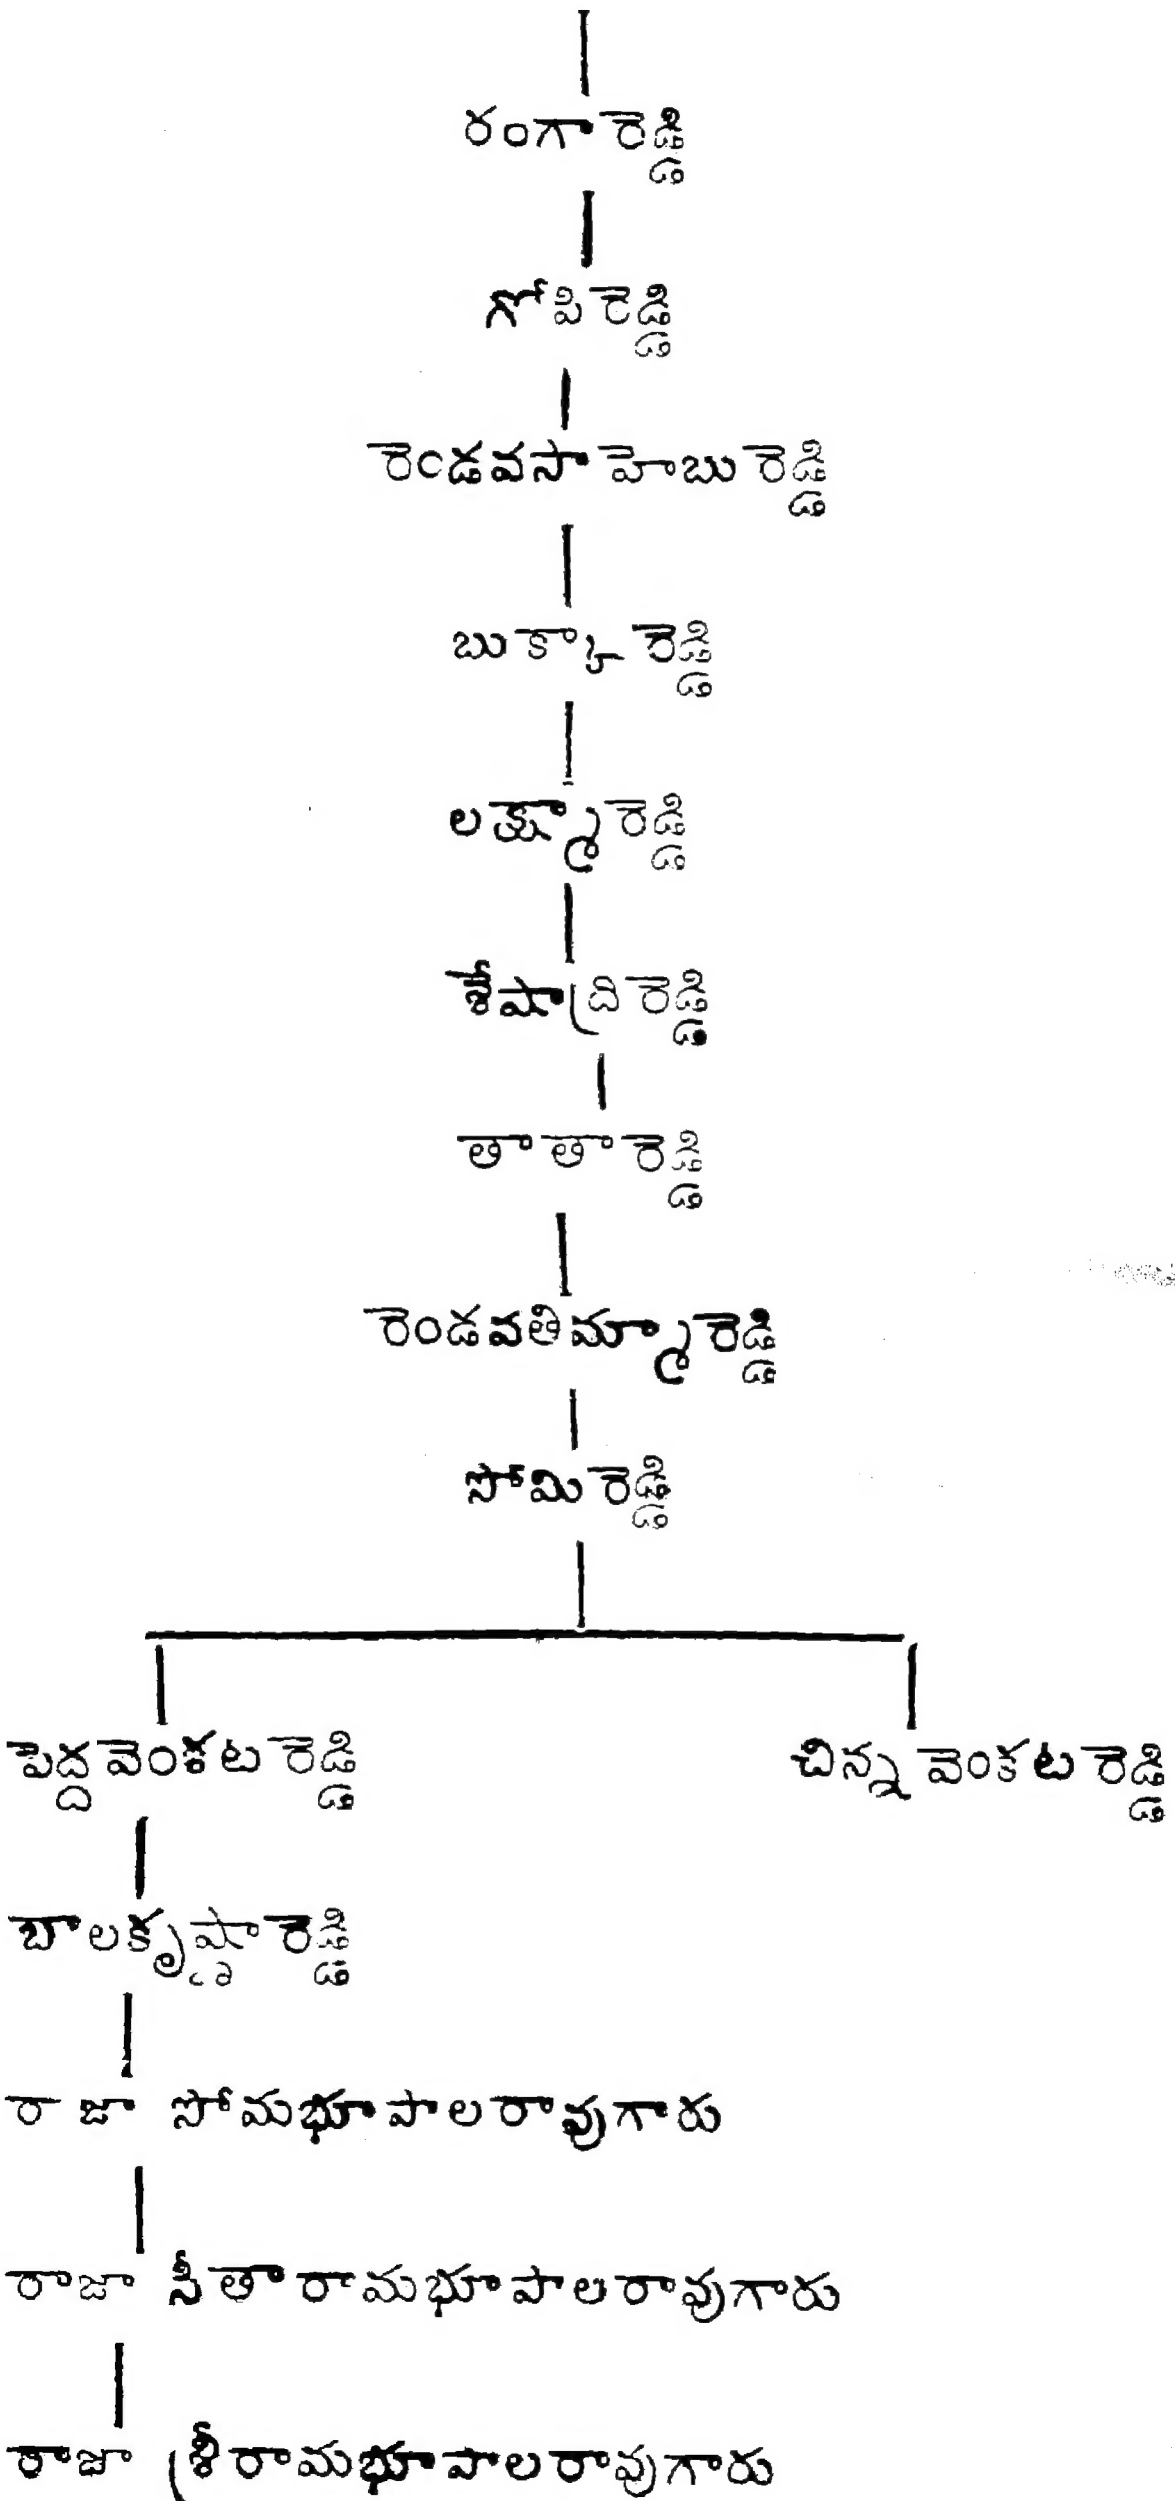 రంగారెడ్డి
గోపిరెడ్డి
రెండవసాహెబురెడ్డి
బుక్కారెడ్డి
లక్ష్మారెడ్డి
శేషాద్రిరెడ్డి
తాతారెడ్డి
రెండవతిమ్మారెడ్డి
సోమిరెడ్డి
పెద్దవెంకటరెడ్డి చిన్నవెంకటరెడ్డి
బాలకృష్ణారెడ్డి
రాజా సోమభూపాలరావుగారు
రాజా సీతారామభూపాలరావుగారు
రాజా శ్రీరామభూపాలరావుగారు